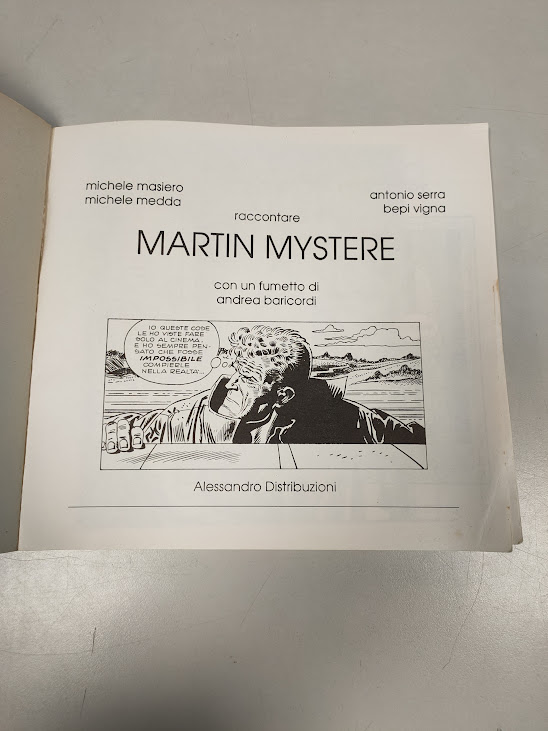 michele masiero
michele medda
antonio serra
bepi vigna
raccontare
MARTIN MYSTERE
con un fumetto di
andrea baricordi
IO QUESTE COSE
LE HO VISTE FARE
SOLO AL CINEMA,
E HO SEMPRE PEN-
SATO CHE FOSSE
IMPOSSIBILE
COMPIERLE
NELLA REALTA'...
Alessandro Distribuzioni